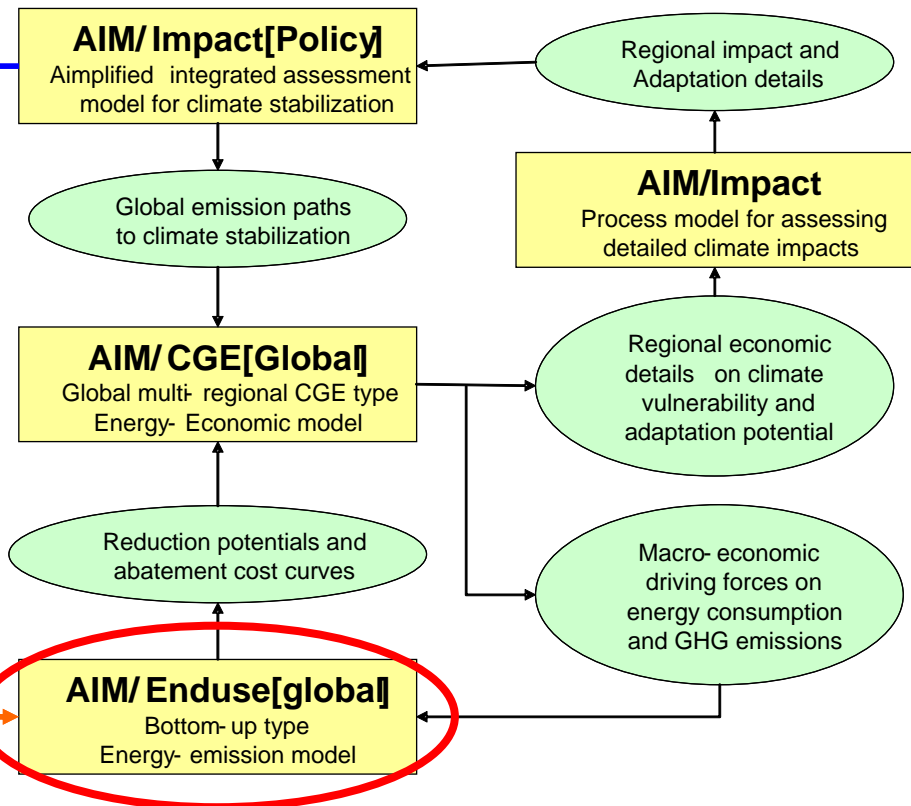 AIM/ Impact[Policy]
Aimplified integrated assessment
model for climate stabilization
Regional impact and
Adaptation details
Global emission paths
to climate stabilization
AIM/Impact
Process model for assessing
detailed climate impacts
AIM/ CGE[Global]
Global multi- regional CGE type
Energy- Economic model
Regional economic
details on climate
vulnerability and
adaptation potential
Reduction potentials and
abatement cost curves
Macro- economic
driving forces on
energy consumption
and GHG emissions
AIM/ Enduse[global]
Bottom- up type
Energy- emission model